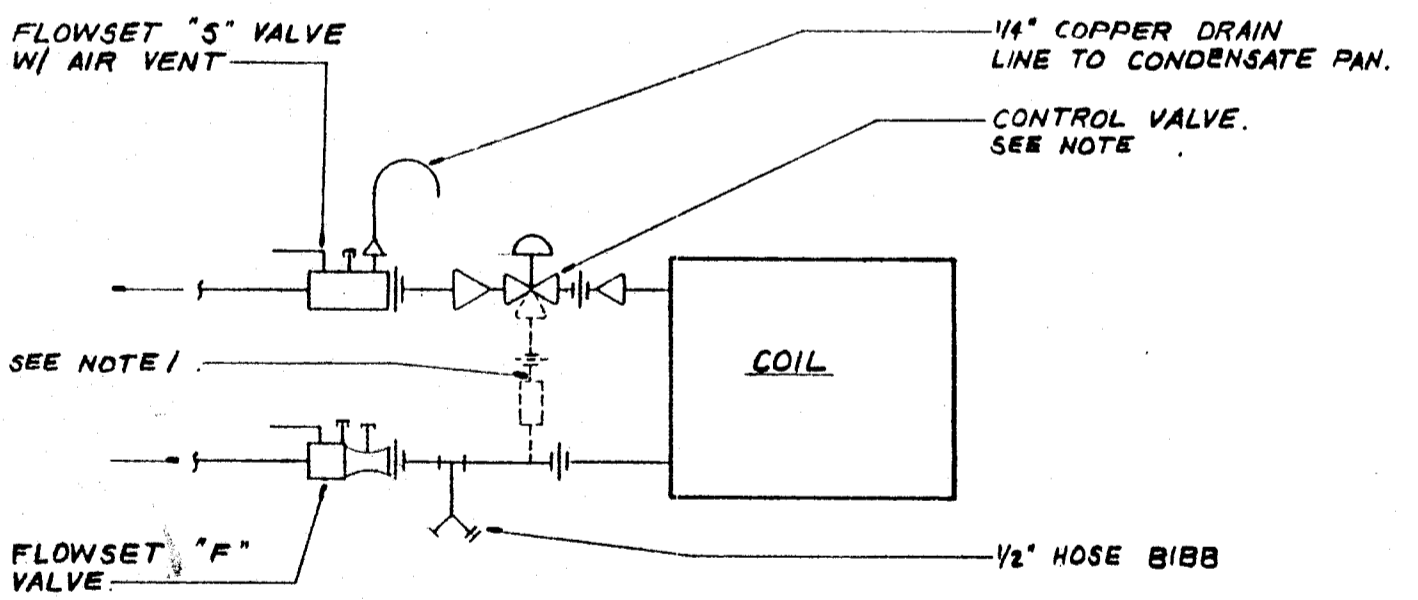 FLOWSET "S" VALVE
W/ AIR VENT
1/4" COPPER DRAIN
LINE TO CONDENSATE PAN.
CONTROL VALVE.
SEE NOTE .
SEE NOTE 1 .
COIL
FLOWSET "F"
VALVE
1/2" HOSE BIBB